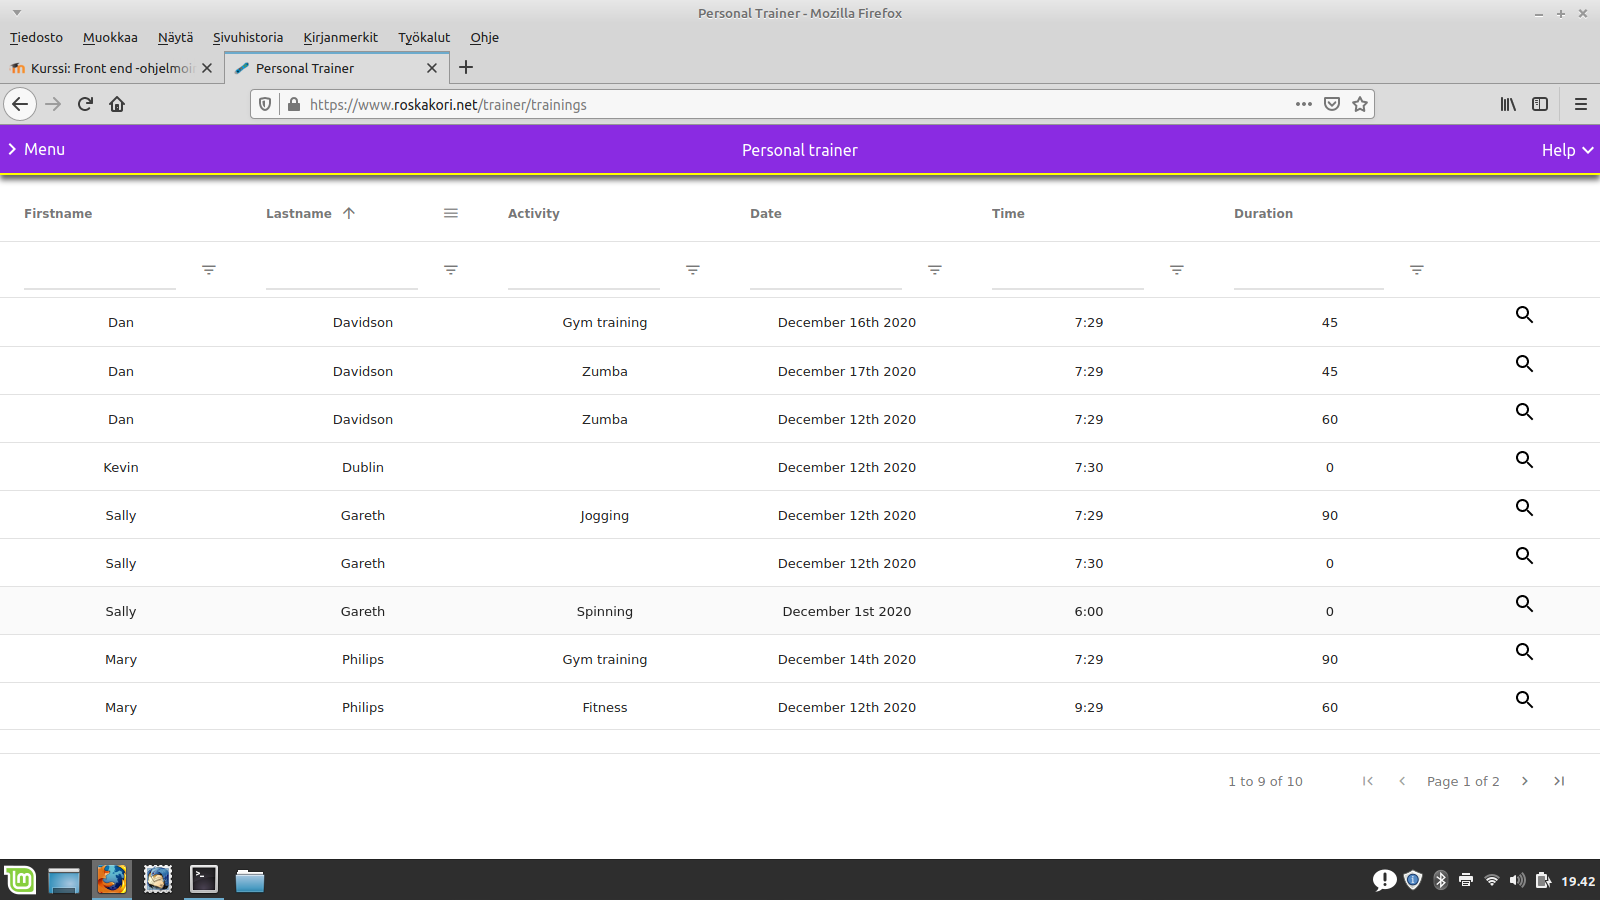 Personal Trainer - Mozilla Firefox
Tiedosto Muokkaa Näytä Sivuhistoria Kirjanmerkit Työkalut Ohje
Kurssi: Front end -ohjelmoi Personal Trainer
https://www.roskakori.net/trainer/trainings
Menu Personal trainer Help
Firstname Lastname Activity Date Time Duration
Dan Davidson Gym training December 16th 2020 7:29 45
Dan Davidson Zumba December 17th 2020 7:29 45
Dan Davidson Zumba December 12th 2020 7:29 60
Kevin Dublin December 12th 2020 7:30 0
Sally Gareth Jogging December 12th 2020 7:29 90
Sally Gareth December 12th 2020 7:30 0
Sally Gareth Spinning December 1st 2020 6:00 0
Mary Philips Gym training December 14th 2020 7:29 90
Mary Philips Fitness December 12th 2020 9:29 60
1 to 9 of 10 Page 1 of 2
19.42